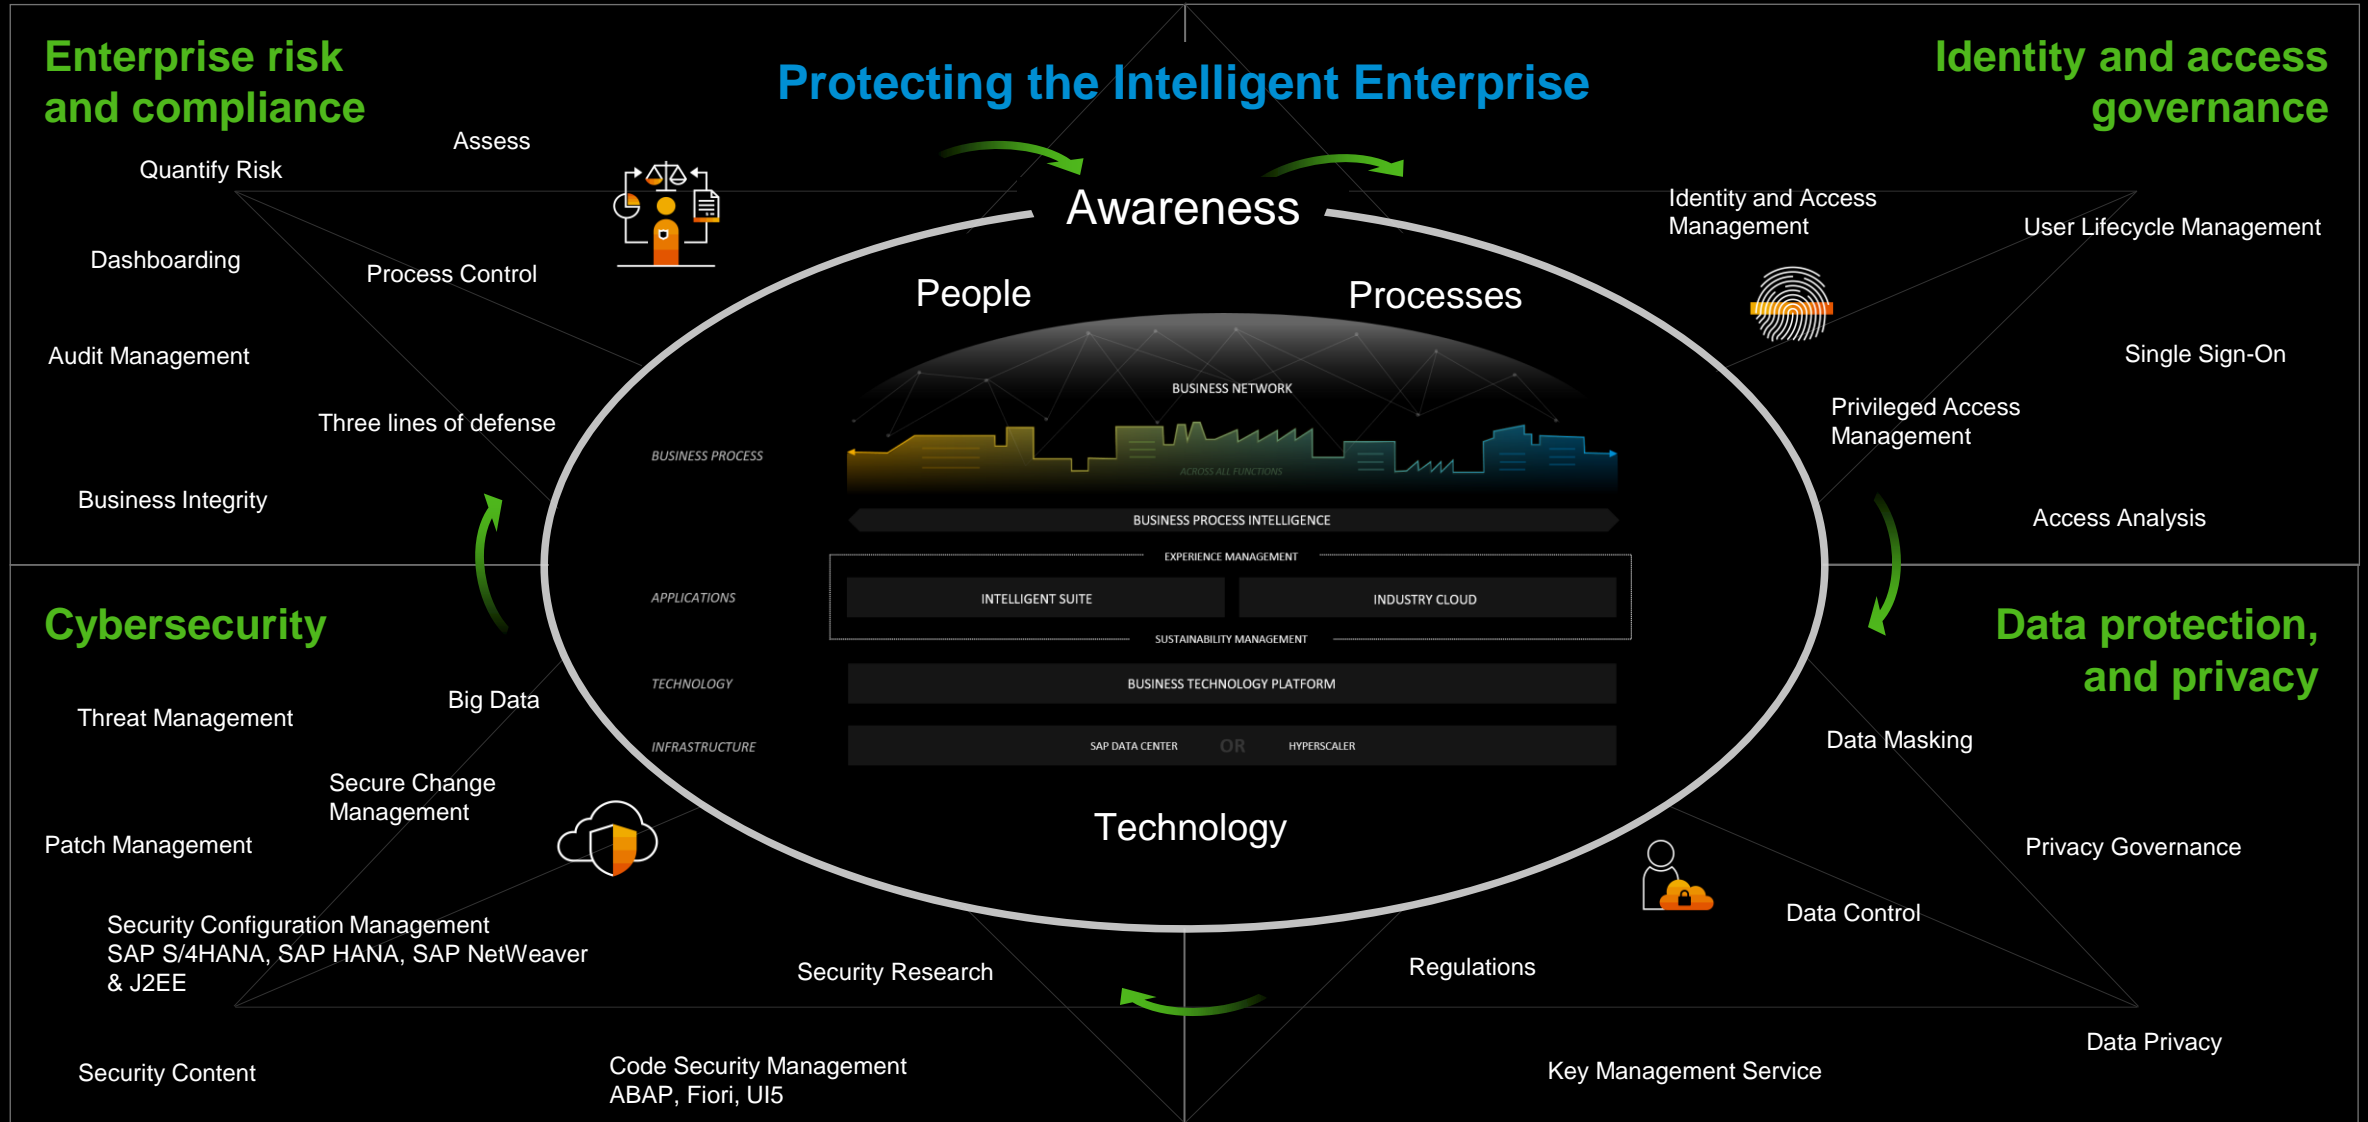 Protecting the Intelligent Enterprise
Enterprise risk
and compliance
Assess
Quantify Risk
Dashboarding
Process Control
Audit Management
Three lines of defense
Business Integrity
Identity and access
governance
Identity and Access
Management
User Lifecycle Management
Single Sign-On
Privileged Access
Management
Access Analysis
Awareness
People
Processes
BUSINESS NETWORK
BUSINESS PROCESS
ACROSS ALL FUNCTIONS
BUSINESS PROCESS INTELLIGENCE
EXPERIENCE MANAGEMENT
APPLICATIONS
INTELLIGENT SUITE
INDUSTRY CLOUD
SUSTAINABILITY MANAGEMENT
TECHNOLOGY
BUSINESS TECHNOLOGY PLATFORM
INFRASTRUCTURE
SAP DATA CENTER OR HYPERSCALER
Technology
Cybersecurity
Big Data
Threat Management
Secure Change
Management
Patch Management
Security Configuration Management
SAP S/4HANA, SAP HANA, SAP NetWeaver
& J2EE
Security Research
Security Content
Code Security Management
ABAP, Fiori, UI5
Data protection,
and privacy
Data Masking
Privacy Governance
Data Control
Regulations
Data Privacy
Key Management Service